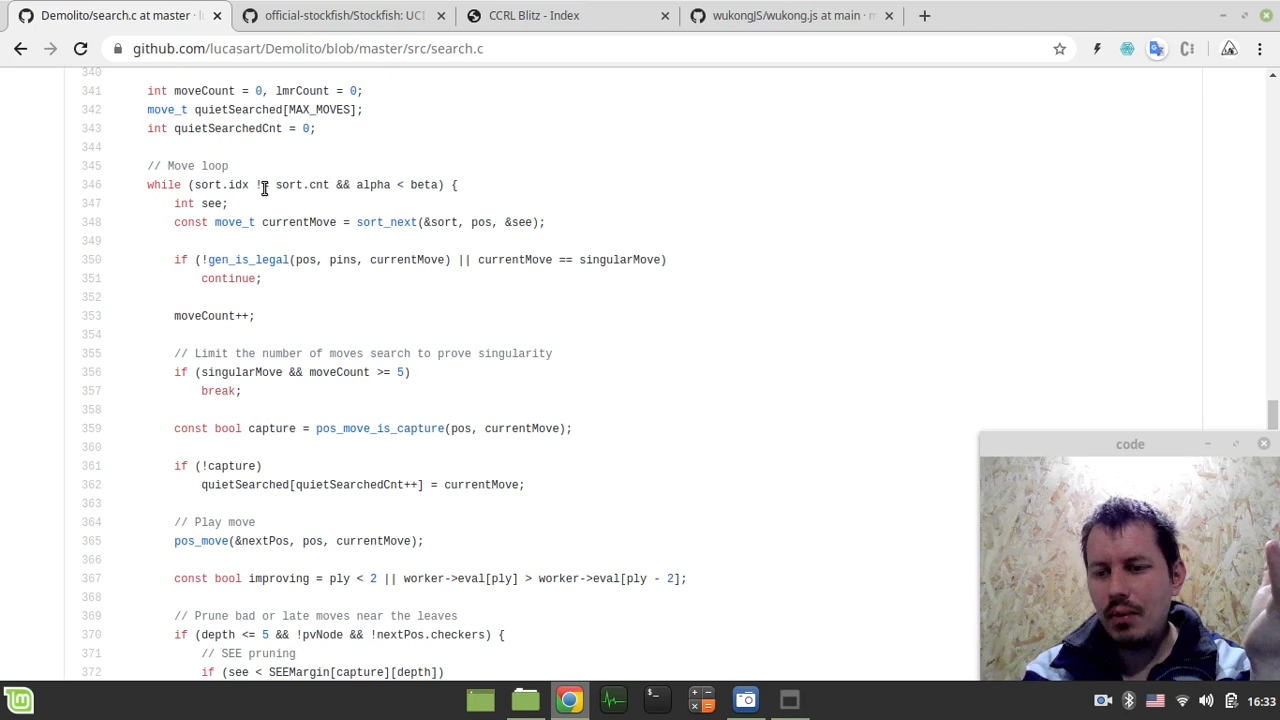 Demolito/search.c at master · l
official-stockfish/Stockfish: UCI
CCRL Blitz - Index
wukongJS/wukong.js at main · m
github.com/lucasart/Demolito/blob/master/src/search.c
340
341 int moveCount = 0, lmrCount = 0;
342 move_t quietSearched[MAX_MOVES];
343 int quietSearchedCnt = 0;
344
345 // Move loop
346 while (sort.idx != sort.cnt && alpha < beta) {
347 int see;
348 const move_t currentMove = sort_next(&sort, pos, &see);
349
350 if (!gen_is_legal(pos, pins, currentMove) || currentMove == singularMove)
351 continue;
352
353 moveCount++;
354
355 // Limit the number of moves search to prove singularity
356 if (singularMove && moveCount >= 5)
357 break;
358
359 const bool capture = pos_move_is_capture(pos, currentMove);
360
361 if (!capture)
362 quietSearched[quietSearchedCnt++] = currentMove;
363
364 // Play move
365 pos_move(&nextPos, pos, currentMove);
366
367 const bool improving = ply < 2 || worker->eval[ply] > worker->eval[ply - 2];
368
369 // Prune bad or late moves near the leaves
370 if (depth <= 5 && !pvNode && !nextPos.checkers) {
371 // SEE pruning
372 if (see < SEEMargin[capture][depth])
code
16:33